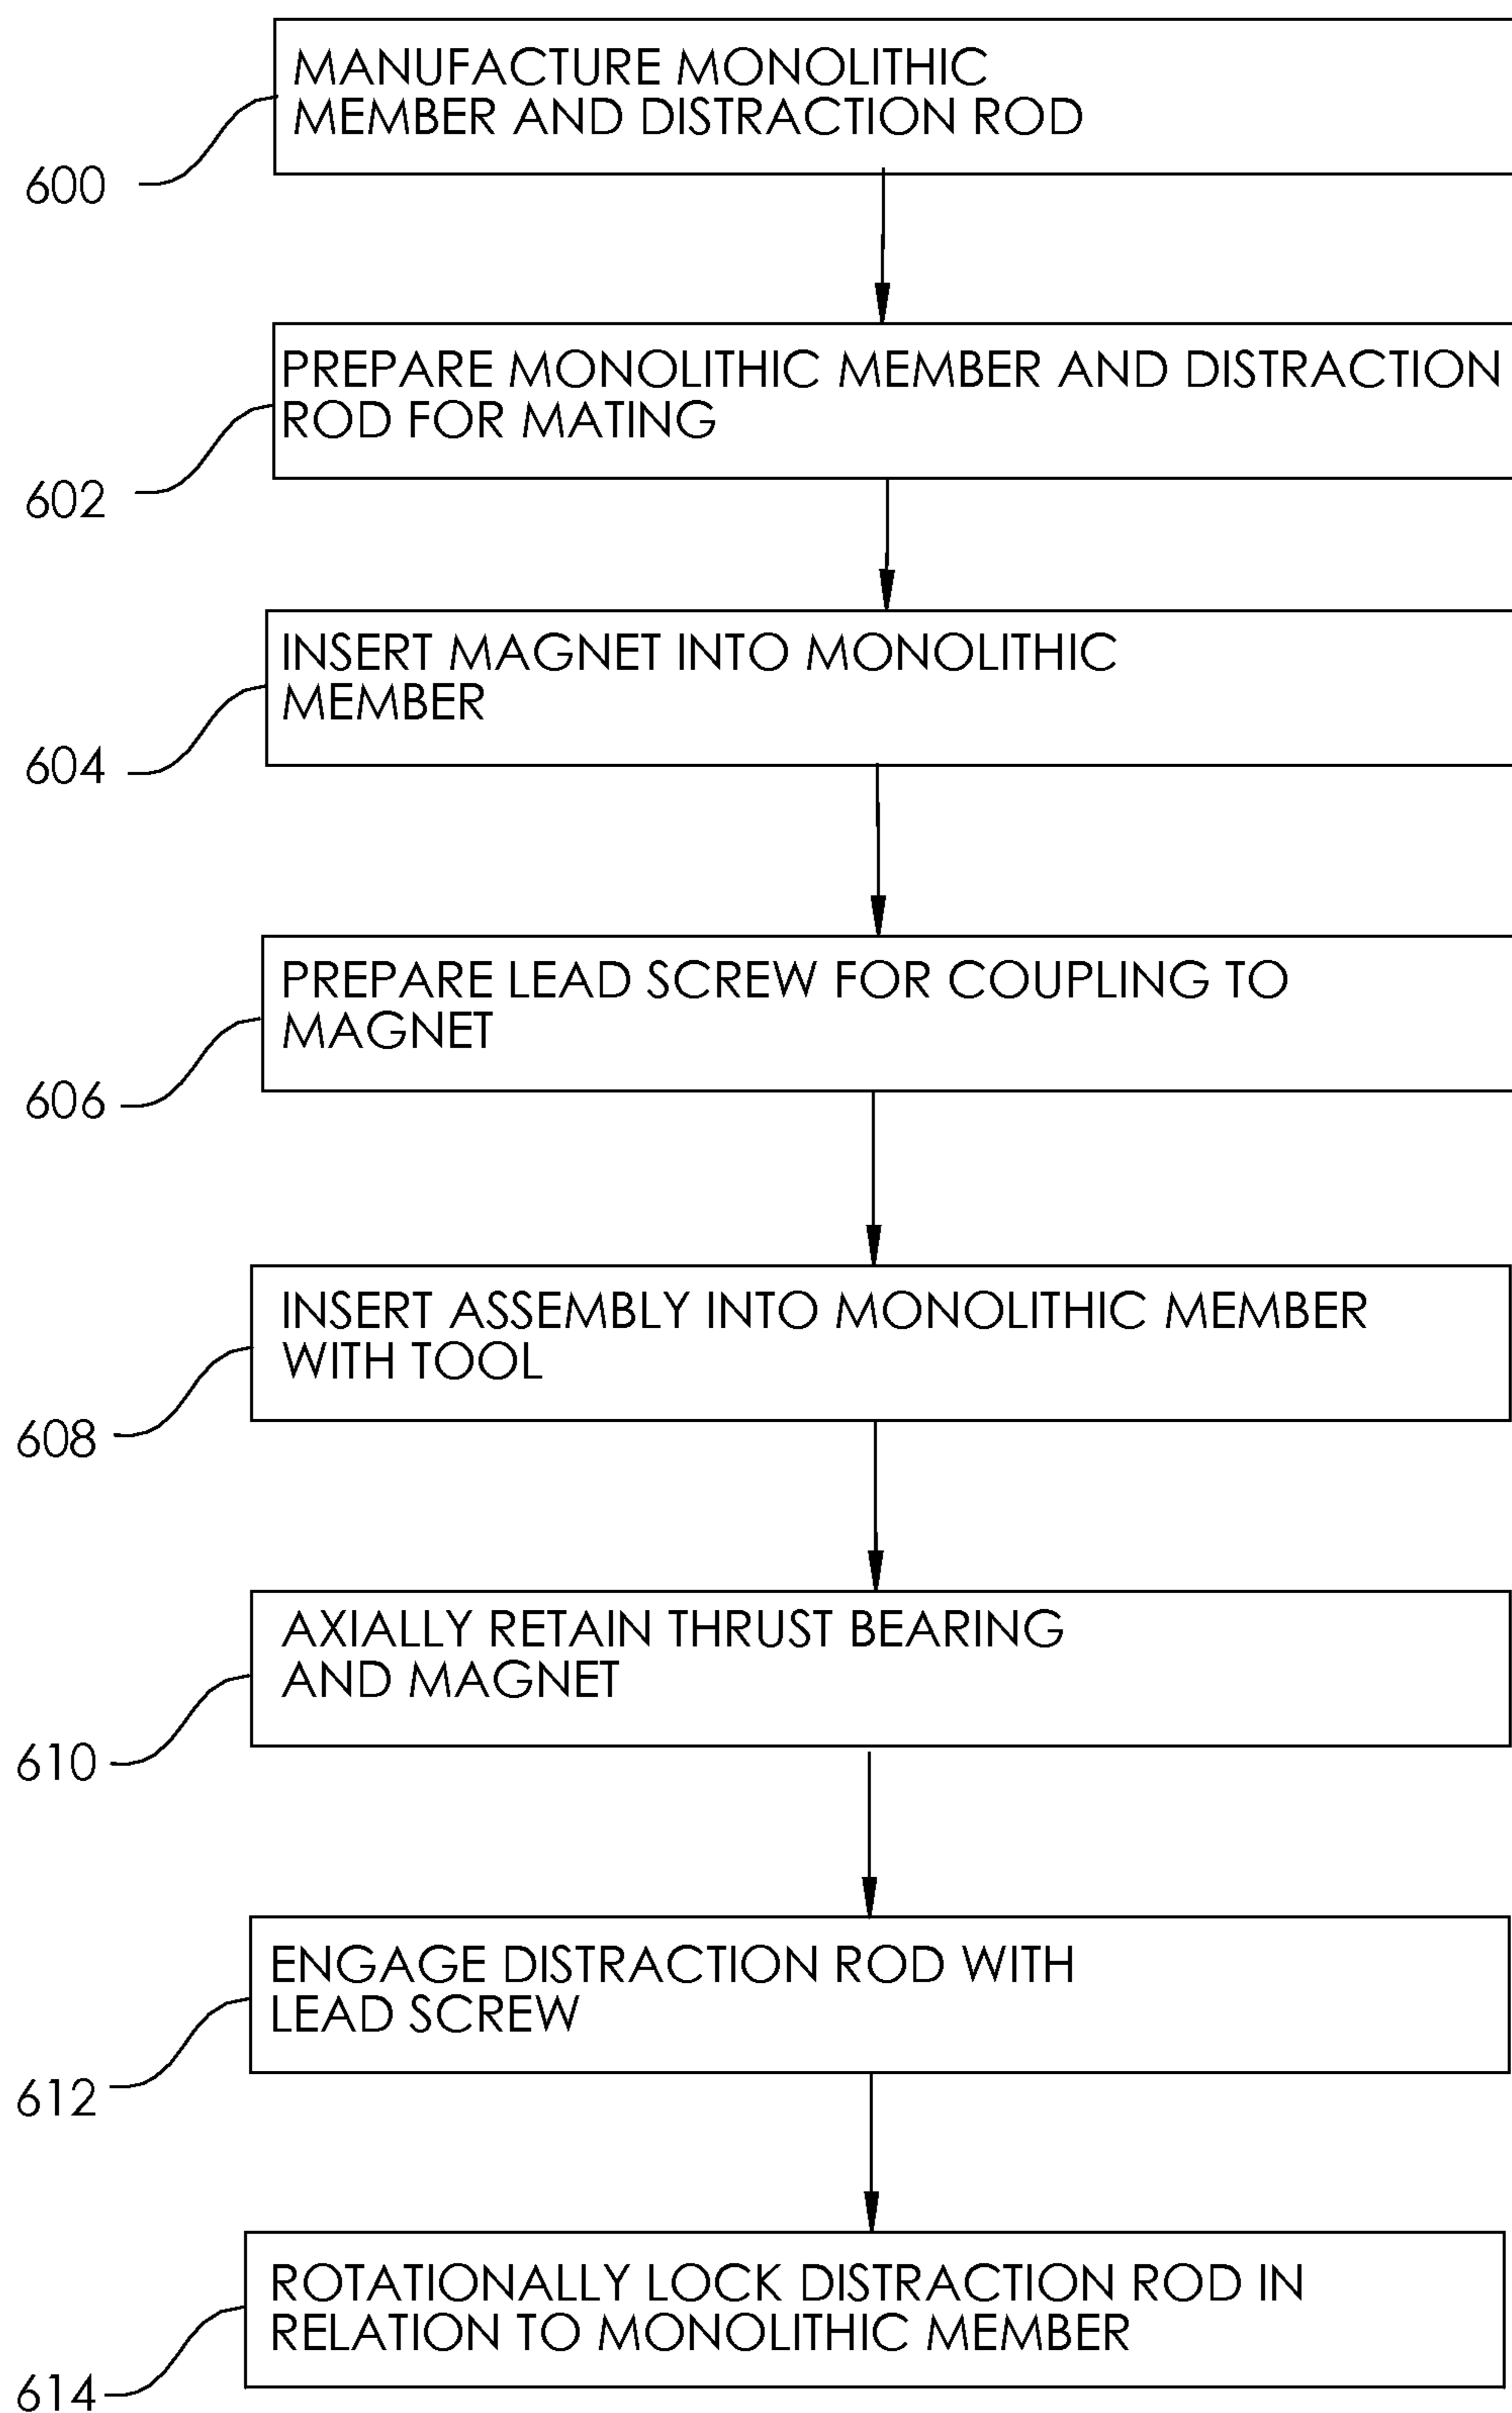 MANUFACTURE MONOLITHIC
MEMBER AND DISTRACTION ROD
600
PREPARE MONOLITHIC MEMBER AND DISTRACTION
ROD FOR MATING
602
INSERT MAGNET INTO MONOLITHIC
MEMBER
604
PREPARE LEAD SCREW FOR COUPLING TO
MAGNET
606
INSERT ASSEMBLY INTO MONOLITHIC MEMBER
WITH TOOL
608
AXIALLY RETAIN THRUST BEARING
AND MAGNET
610
ENGAGE DISTRACTION ROD WITH
LEAD SCREW
612
ROTATIONALLY LOCK DISTRACTION ROD IN
RELATION TO MONOLITHIC MEMBER
614